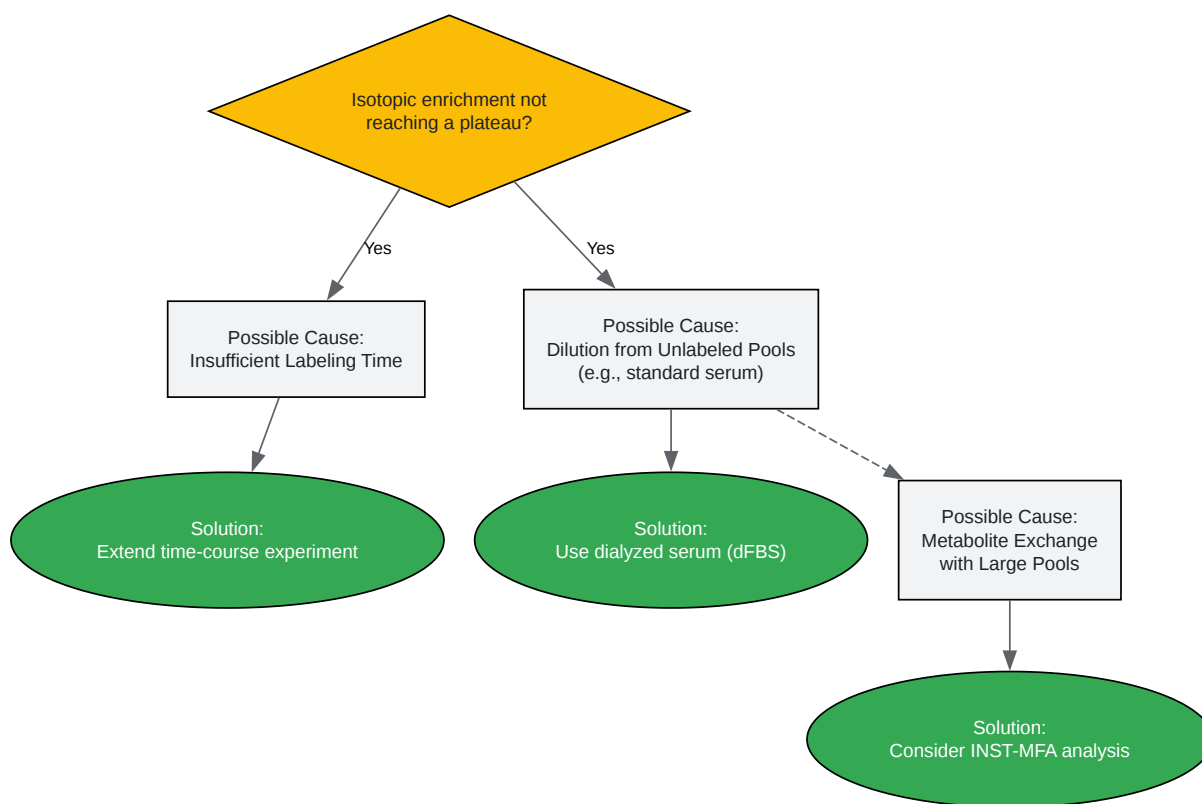 Isotopic enrichment not
reaching a plateau?
Yes
Yes
Possible Cause:
Insufficient Labeling Time
Possible Cause:
Dilution from Unlabeled Pools
(e.g., standard serum)
Solution:
Extend time-course experiment
Solution:
Use dialyzed serum (dFBS)
Possible Cause:
Metabolite Exchange
with Large Pools
Solution:
Consider INST-MFA analysis